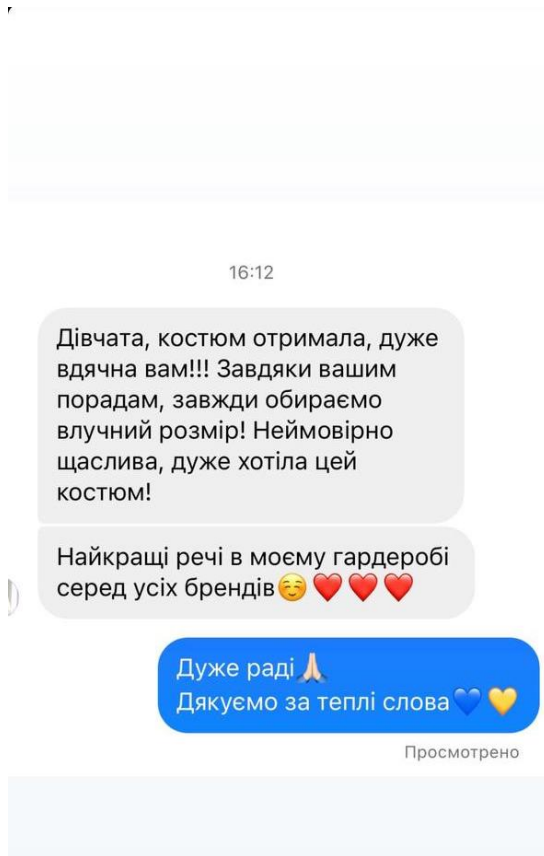 16:12
Дівчата, костюм отримала, дуже
вдячна вам!!! Завдяки вашим
порадам, завжди обираємо
влучний розмір! Неймовірно
щаслива, дуже хотіла цей
костюм!
Найкращі речі в моєму гардеробі
серед усіх брендів☺️❤️❤️❤️
Дуже раді🙏🏻
Дякуємо за теплі слова💙💛
Просмотрено